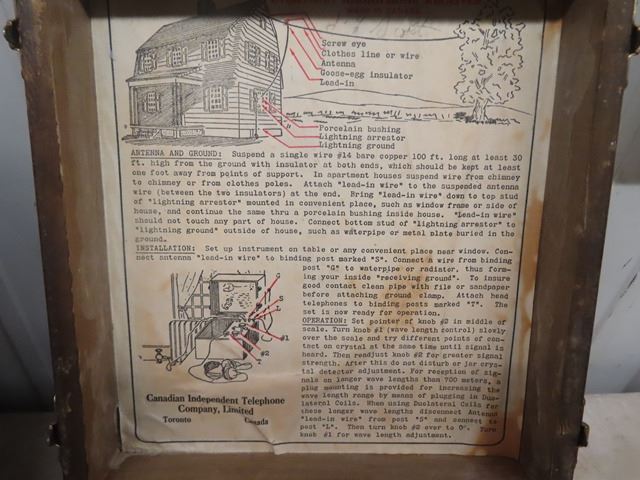 Screw eye
Clothes line or wire
Antenna
Goose-egg insulator
Lead-in
Porcelain bushing
Lightning arrestor
Lightning ground
ANTENNA AND GROUND: Suspend a single wire #14 bare copper 100 ft. long at least 30
ft. high from the ground with insulator at both ends, which should be kept at least
one foot away from points of support. In apartment houses suspend wire from chimney
to chimney or from clothes poles. Attach "lead-in wire" to the suspended antenna
wire (between the two insulators) at the end. Bring "lead-in wire" down to top stud
of "lightning arrestor" mounted in convenient place, such as window frame or side of
house, and continue the same thru a porcelain bushing inside house. "Lead-in wire"
should not touch any part of house. Connect bottom stud of "lightning arrestor" to
"lightning ground" outside of house, such as waterpipe or metal plate buried in the
ground.
INSTALLATION: Set up instrument on table or any convenient place near window. Con-
nect antenna "lead-in wire" to binding post marked "S". Connect a wire from binding
post "G" to waterpipe or radiator, thus form-
ing your inside "receiving ground". To insure
good contact clean pipe with file or sandpaper
before attaching ground clamp. Attach head
telephones to binding posts marked "T". The
set is now ready for operation.
OPERATION: Set pointer of knob #2 in middle of
scale. Turn knob #1 (wave length control) slowly
over the scale and try different points of con-
tact on crystal at the same time until signal is
heard. Then readjust knob #2 for greater signal
strength. After this do not disturb or jar crys-
tal detector adjustment. For reception of sig-
nals on longer wave lengths than 700 meters, a
plug mounting is provided for increasing the
wave length range by means of plugging in Duo-
lateral Coils. When using Duolateral Coils for
these longer wave lengths disconnect Antenna
"lead-in wire" from post "S" and connect to
post "L". Then turn knob #2 over to 0°. Turn
knob #1 for wave length adjustment.
G
S
L
#1
#2
Canadian Independent Telephone
Company, Limited
Toronto Canada